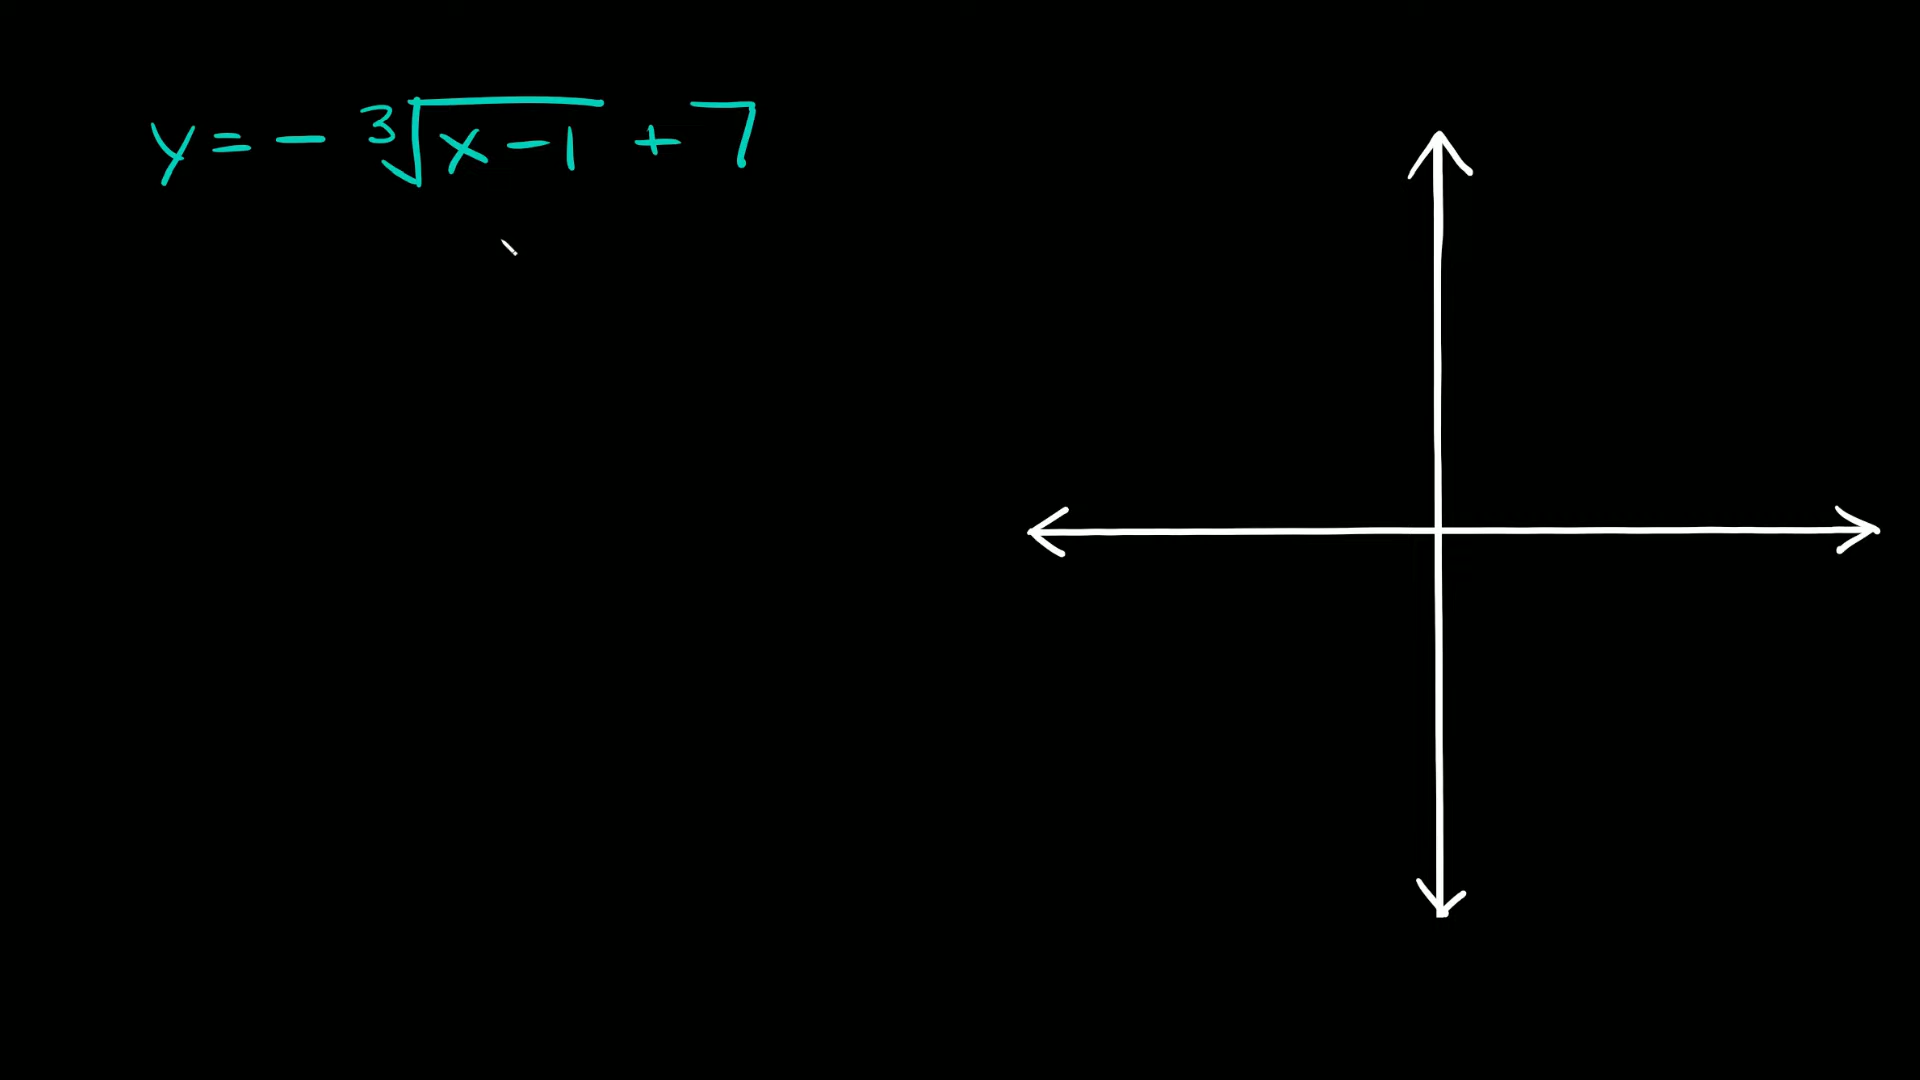 y = - ∛(x - 1) + 7